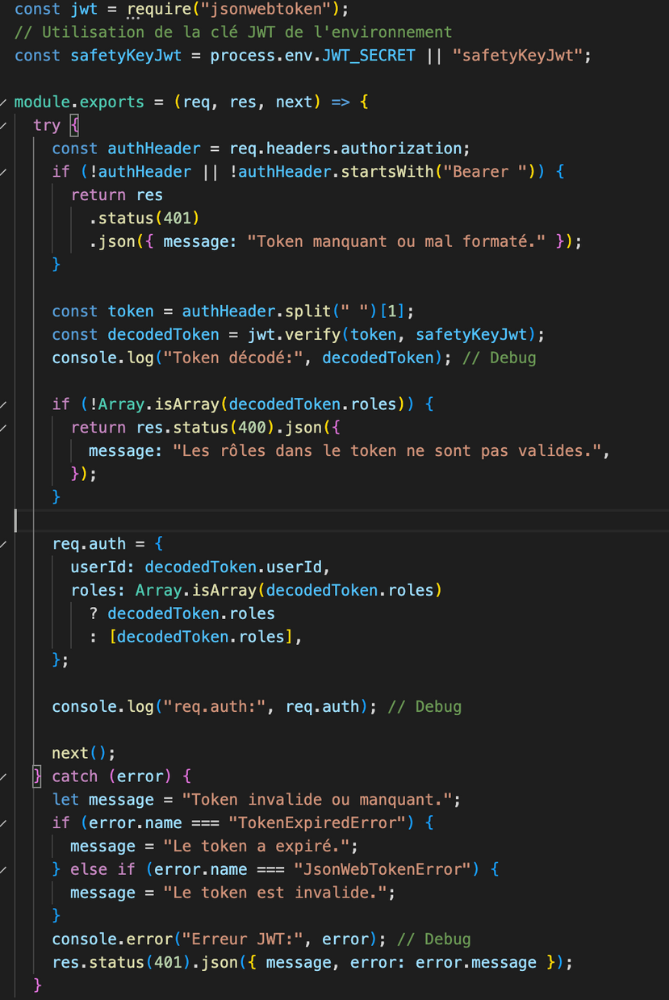 const jwt = require("jsonwebtoken");
// Utilisation de la clé JWT de l'environnement
const safetyKeyJwt = process.env.JWT_SECRET || "safetyKeyJwt";

module.exports = (req, res, next) => {
  try {
    const authHeader = req.headers.authorization;
    if (!authHeader || !authHeader.startsWith("Bearer ")) {
      return res
        .status(401)
        .json({ message: "Token manquant ou mal formaté." });
    }

    const token = authHeader.split(" ")[1];
    const decodedToken = jwt.verify(token, safetyKeyJwt);
    console.log("Token décodé:", decodedToken); // Debug

    if (!Array.isArray(decodedToken.roles)) {
      return res.status(400).json({
        message: "Les rôles dans le token ne sont pas valides.",
      });
    }

    req.auth = {
      userId: decodedToken.userId,
      roles: Array.isArray(decodedToken.roles)
        ? decodedToken.roles
        : [decodedToken.roles],
    };

    console.log("req.auth:", req.auth); // Debug

    next();
  } catch (error) {
    let message = "Token invalide ou manquant.";
    if (error.name === "TokenExpiredError") {
      message = "Le token a expiré.";
    } else if (error.name === "JsonWebTokenError") {
      message = "Le token est invalide.";
    }
    console.error("Erreur JWT:", error); // Debug
    res.status(401).json({ message, error: error.message });
  }